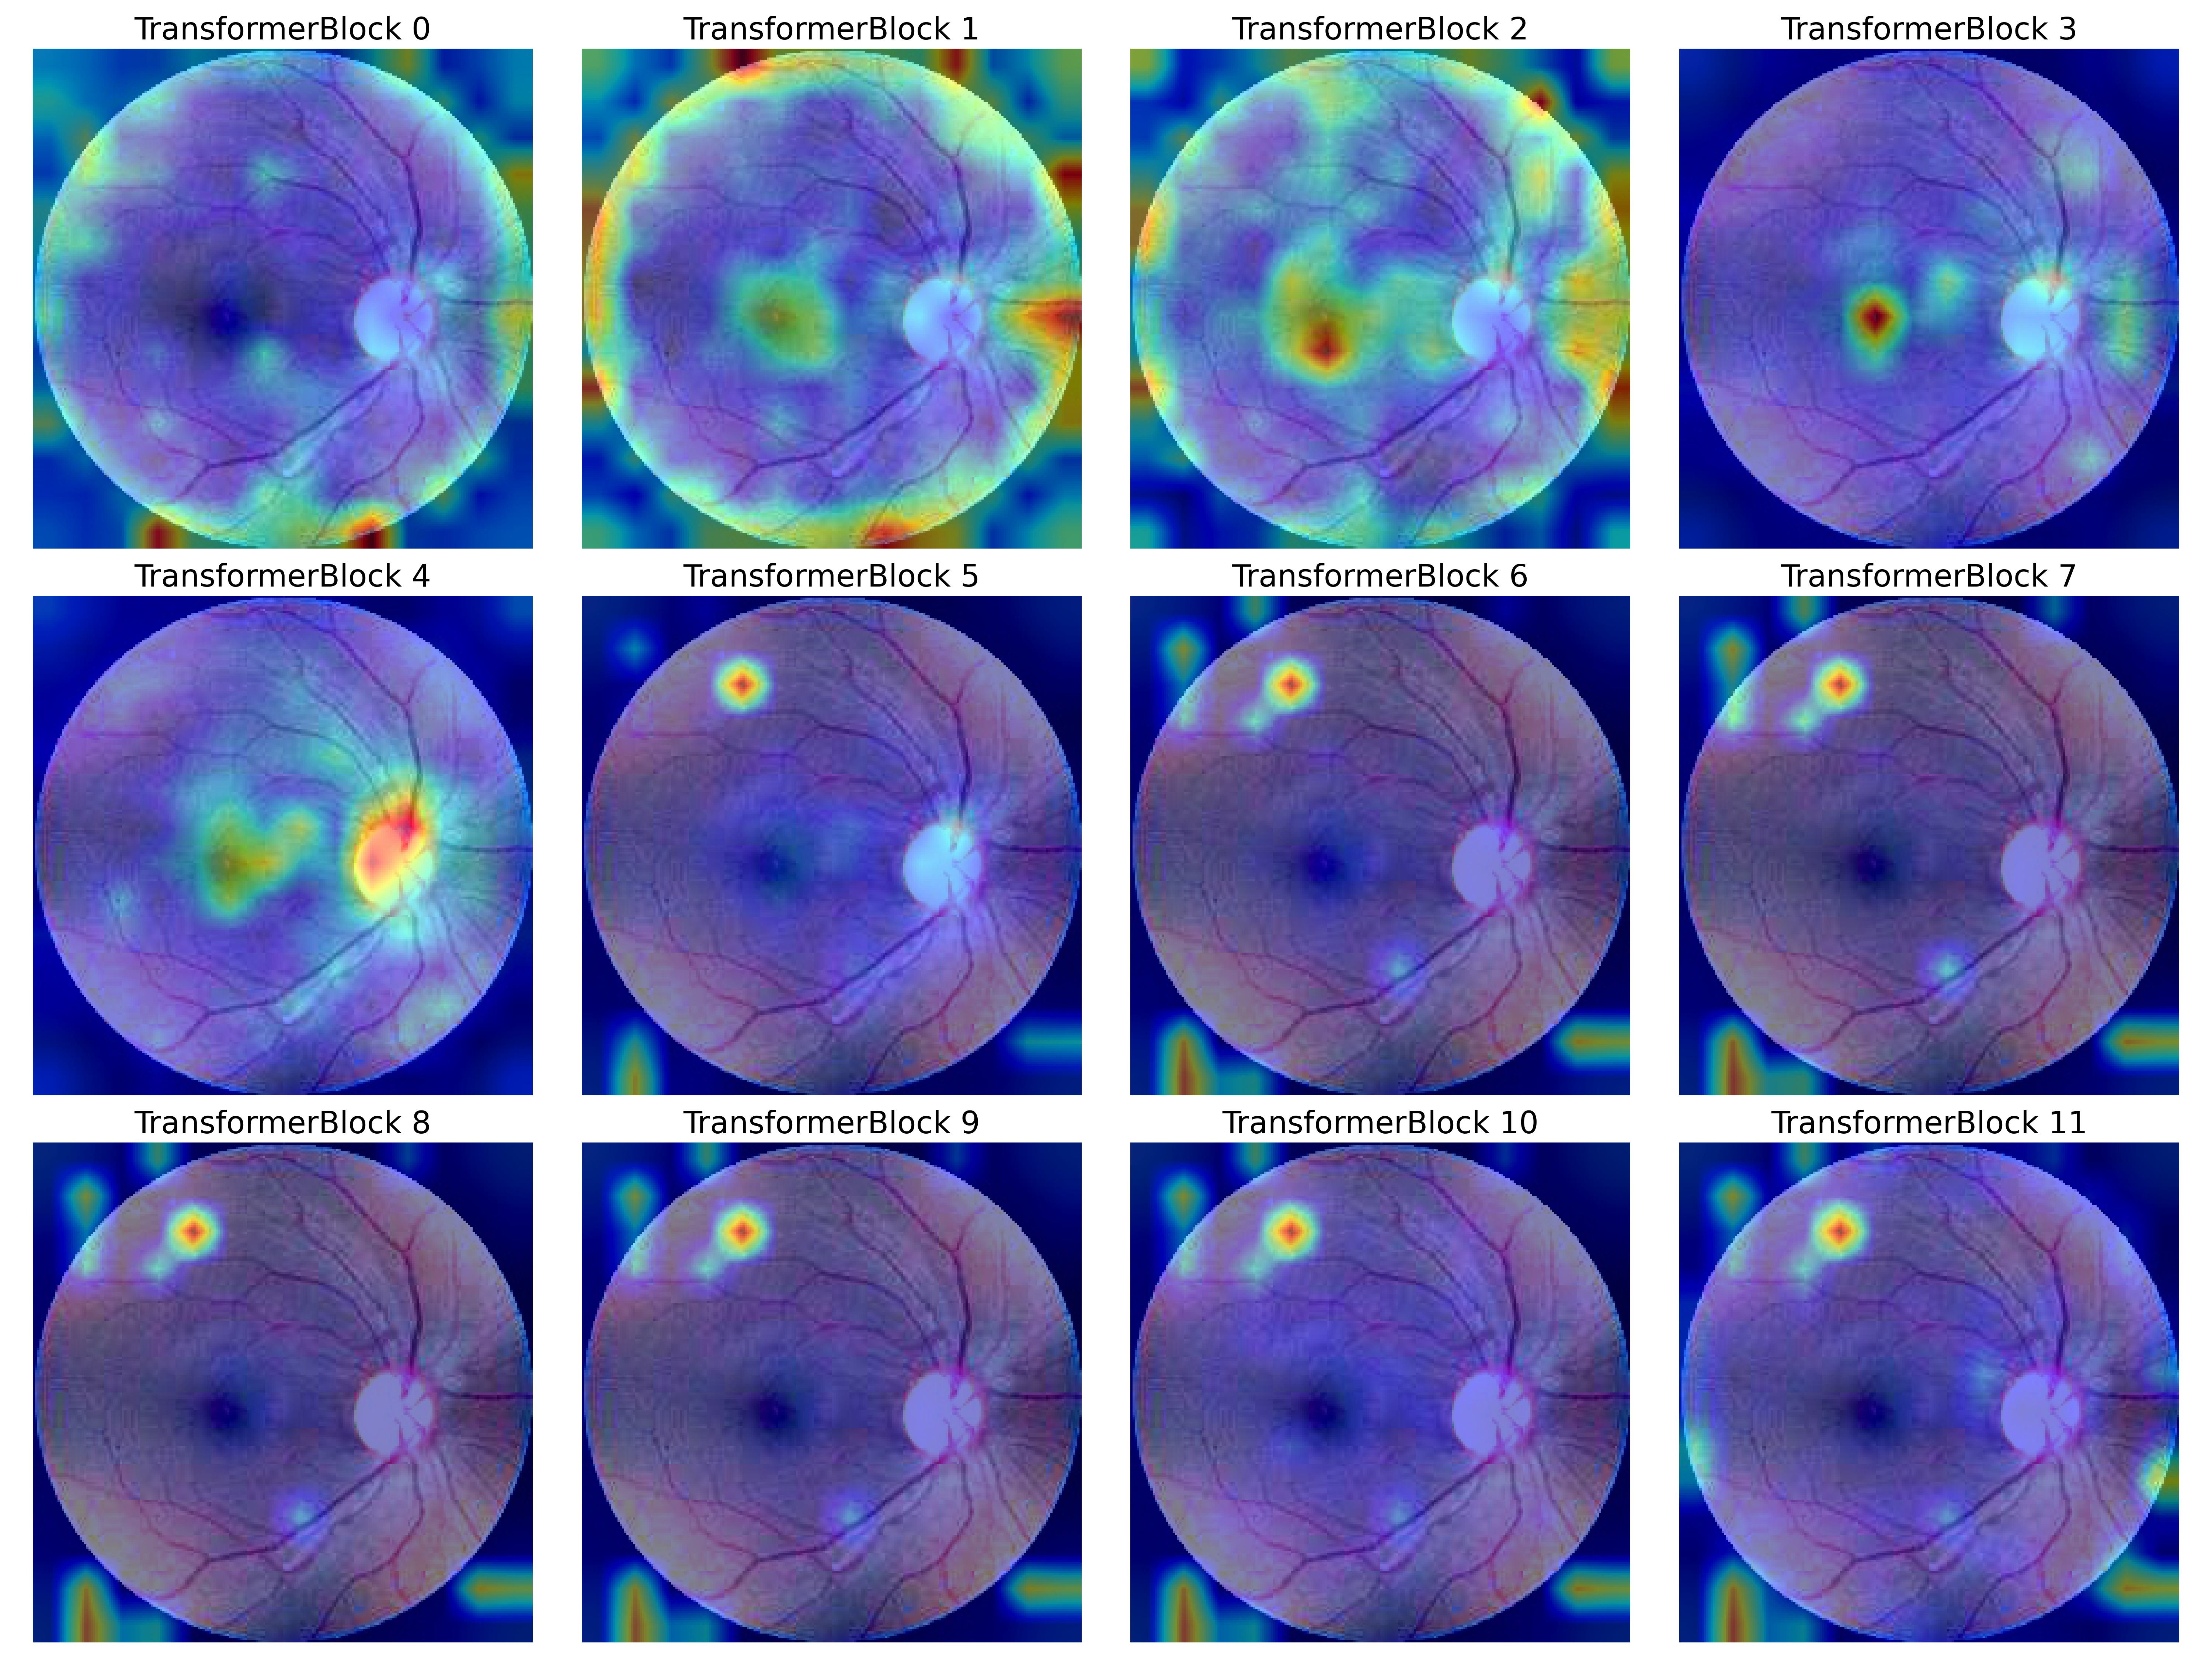 TransformerBlock 0
TransformerBlock 1
TransformerBlock 2
TransformerBlock 3
TransformerBlock 4
TransformerBlock 5
TransformerBlock 6
TransformerBlock 7
TransformerBlock 8
TransformerBlock 9
TransformerBlock 10
TransformerBlock 11